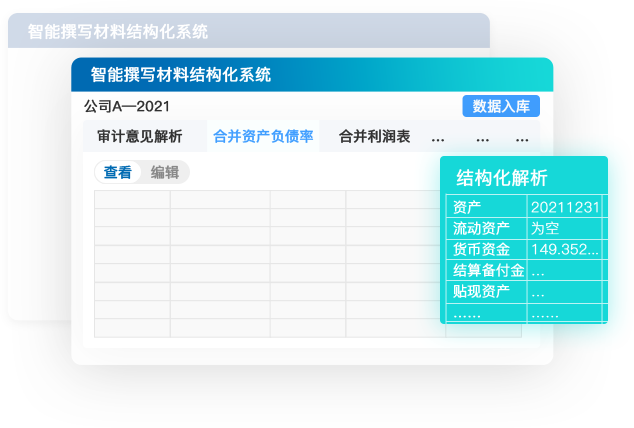 智能撰写材料结构化系统
智能撰写材料结构化系统
公司A—2021
数据入库
审计意见解析 合并资产负债率 合并利润表 ... ... ...
查看 编辑
结构化解析
资产 20211231
流动资产 为空
货币资金 149.352...
结算备付金 ...
贴现资产 ...
...... ......